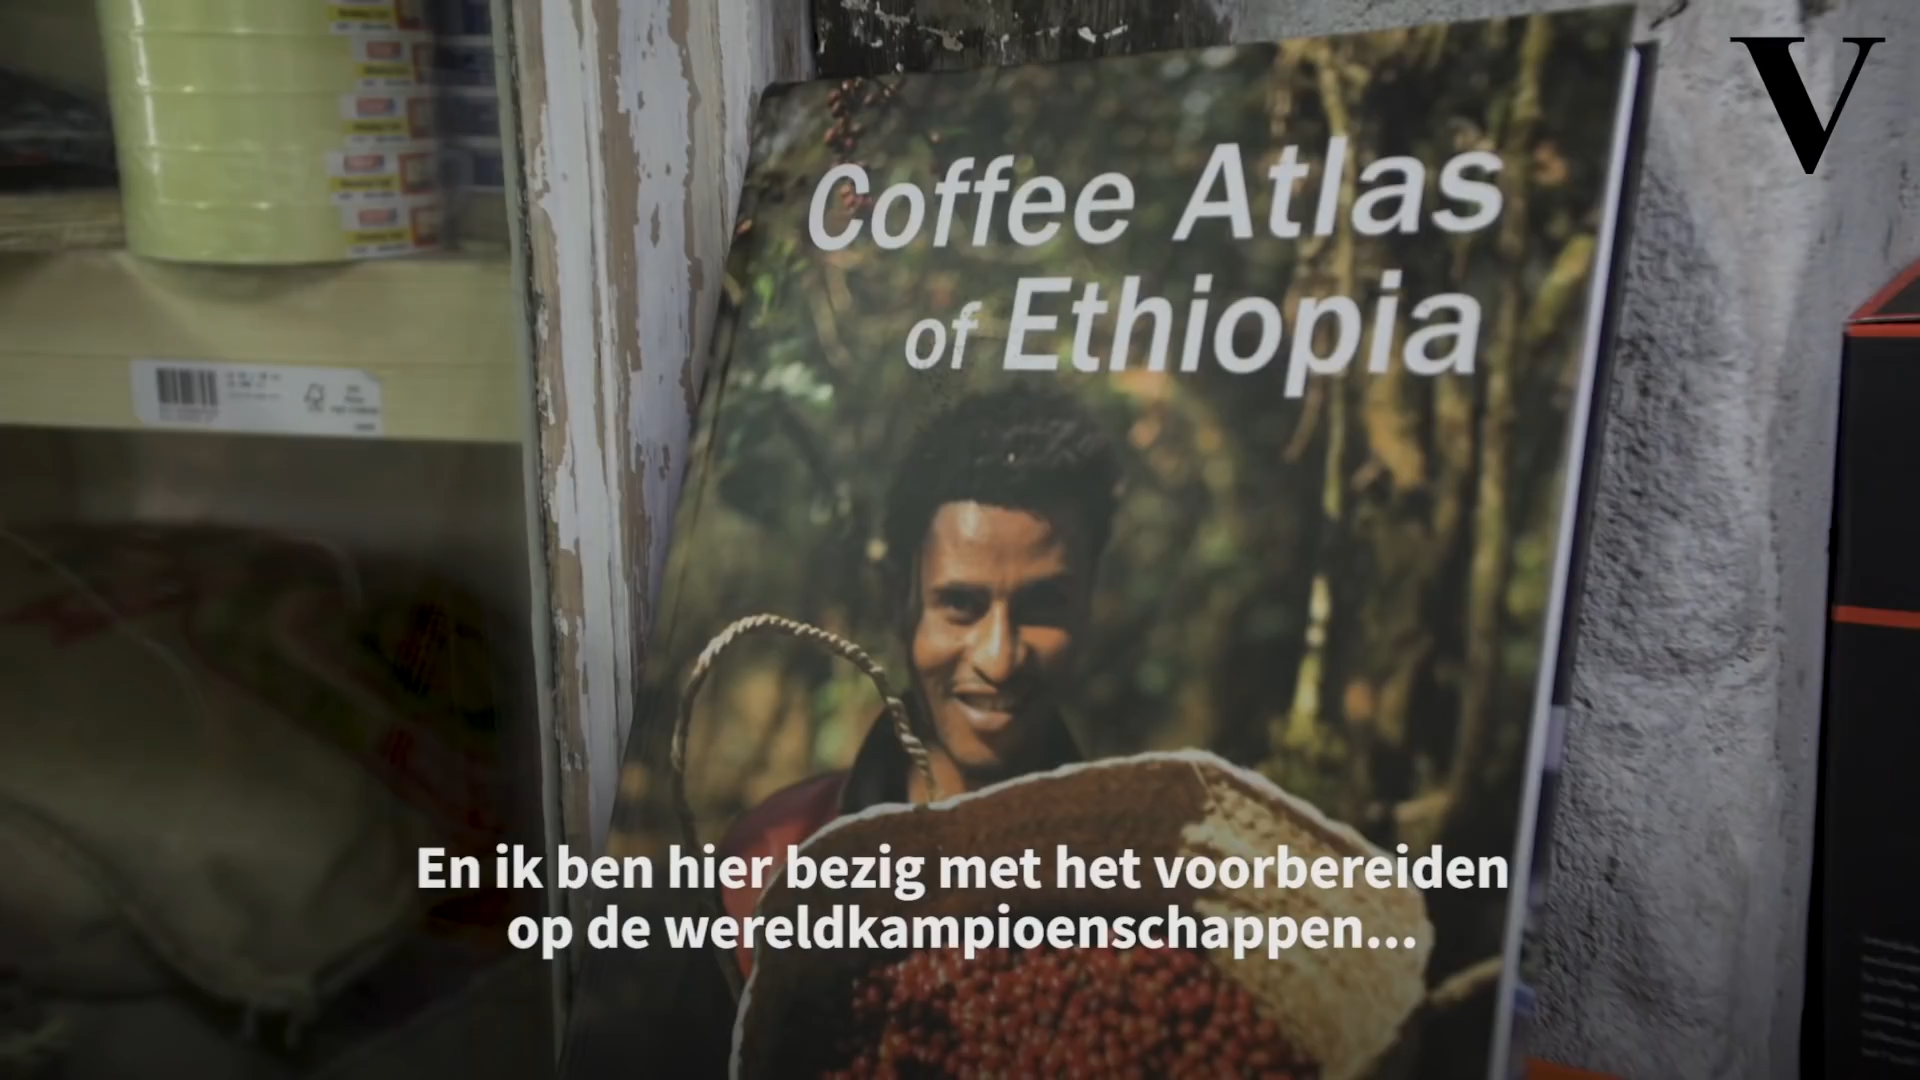 V
Coffee Atlas
of Ethiopia
En ik ben hier bezig met het voorbereiden
op de wereldkampioenschappen...